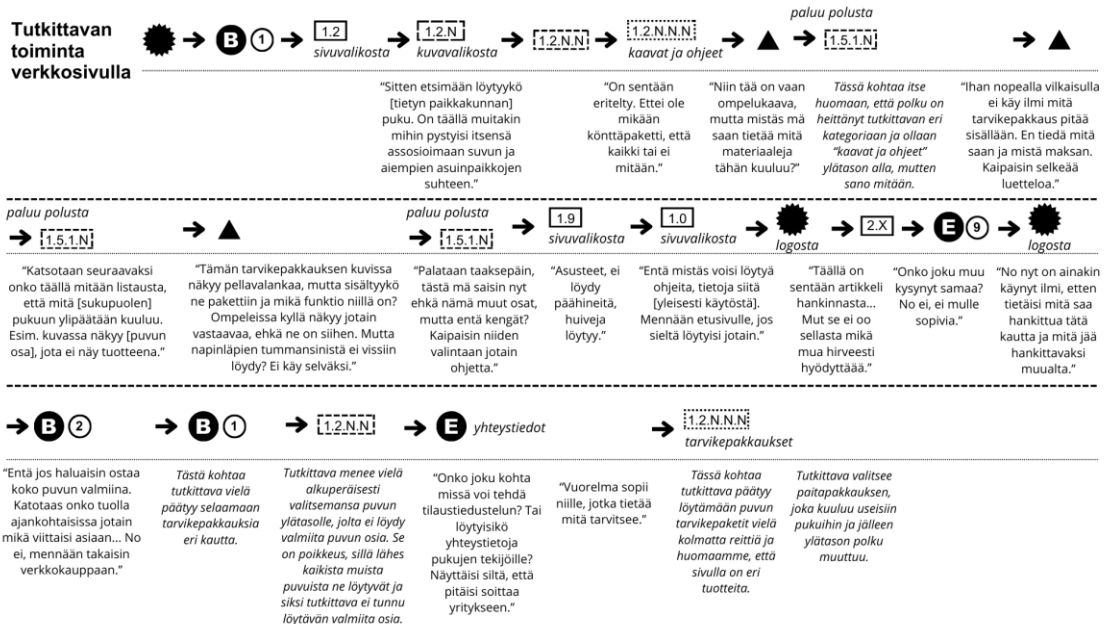 Tutkittavan
toiminta
verkkosivulla
B 1
1.2
sivuvalikosta
1.2.N
kuvavalikosta
1.2.N.N
1.2.N.N.N
kaavat ja ohjeet
paluu polusta
1.5.1.N
"Sitten etsimään löytyykö
[tietyn paikkakunnan]
puku. On täällä muitakin
mihin pystyisi itsensä
assosioimaan suvun ja
aiempien asuinpaikkojen
suhteen."
"On sentään
eritelty. Ettei ole
mikään
könttäpaketti, että
kaikki tai ei
mitään."
"Niin tää on vaan
ompelukaava,
mutta mistäs mä
saan tietää mitä
materiaaleja
tähän kuuluu?"
Tässä kohtaa itse
huomaan, että polku on
heittänyt tutkittavan eri
kategoriaan ja ollaan
"kaavat ja ohjeet"
ylätason alla, mutten
sano mitään.
"Ihan nopealla vilkaisulla
ei käy ilmi mitä
tarvikepakkaus pitää
sisällään. En tiedä mitä
saan ja mistä maksan.
Kaipaisin selkeää
luetteloa."
paluu polusta
1.5.1.N
paluu polusta
1.5.1.N
1.9
sivuvalikosta
1.0
sivuvalikosta
logosta
2.X
E 9
logosta
"Katsotaan seuraavaksi
onko täällä mitään listausta,
että mitä [sukupuolen]
pukuun ylipäätään kuuluu.
Esim. kuvassa näkyy [puvun
osa], jota ei näy tuotteena."
"Tämän tarvikepakkauksen kuvissa
näkyy pellavalankaa, mutta sisältyykö
ne pakettiin ja mikä funktio niillä on?
Ompeleissa kyllä näkyy jotain
vastaavaa, ehkä ne on siihen. Mutta
napinläpien tummansinistä ei vissiin
löydy? Ei käy selväksi."
"Palataan taaksepäin,
tästä mä saisin nyt
ehkä nämä muut osat,
mutta entä kengät?
Kaipaisin niiden
valintaan jotain
ohjetta."
"Asusteet, ei
löydy
päähineitä,
huiveja
löytyy."
"Entä mistäs voisi löytyä
ohjeita, tietoja siitä
[yleisesti käytöstä].
Mennään etusivulle, jos
sieltä löytyisi jotain."
"Täällä on
sentään artikkeli
hankinnasta...
Mut se ei oo
sellasta mikä
mua hirveesti
hyödyttäää."
"Onko joku muu
kysynyt samaa?
No ei, ei mulle
sopivia."
"No nyt on ainakin
käynyt ilmi, etten
tietäisi mitä saa
hankittua tätä
kautta ja mitä jää
hankittavaksi
muualta."
B 2
B 1
1.2.N.N
E yhteystiedot
1.2.N.N.N
tarvikepakkaukset
"Entä jos haluaisin ostaa
koko puvun valmiina.
Katotaas onko tuolla
ajankohtaisissa jotain
mikä viittaisi asiaan... No
ei, mennään takaisin
verkkokauppaan."
Tästä kohtaa
tutkittava vielä
päätyy selaamaan
tarvikepakkauksia
eri kautta.
Tutkittava menee vielä
alkuperäisesti
valitsemansa puvun
ylätasolle, jolta ei löydy
valmiita puvun osia. Se
on poikkeus, sillä lähes
kaikista muista
puvuista ne löytyvät ja
siksi tutkittava ei tunnu
löytävän valmiita osia.
"Onko joku kohta
missä voi tehdä
tilaustiedustelun? Tai
löytyisikö
yhteystietoja
pukujen tekijöille?
Näyttäisi siltä, että
pitäisi soittaa
yritykseen."
"Vuorelma sopii
niille, jotka tietää
mitä tarvitsee."
Tässä kohtaa
tutkittava päätyy
löytämään puvun
tarvikepaketit vielä
kolmatta reittiä ja
huomaamme, että
sivulla on eri
tuotteita.
Tutkittava valitsee
paitapakkauksen,
joka kuuluu useisiin
pukuihin ja jälleen
ylätason polku
muuttuu.